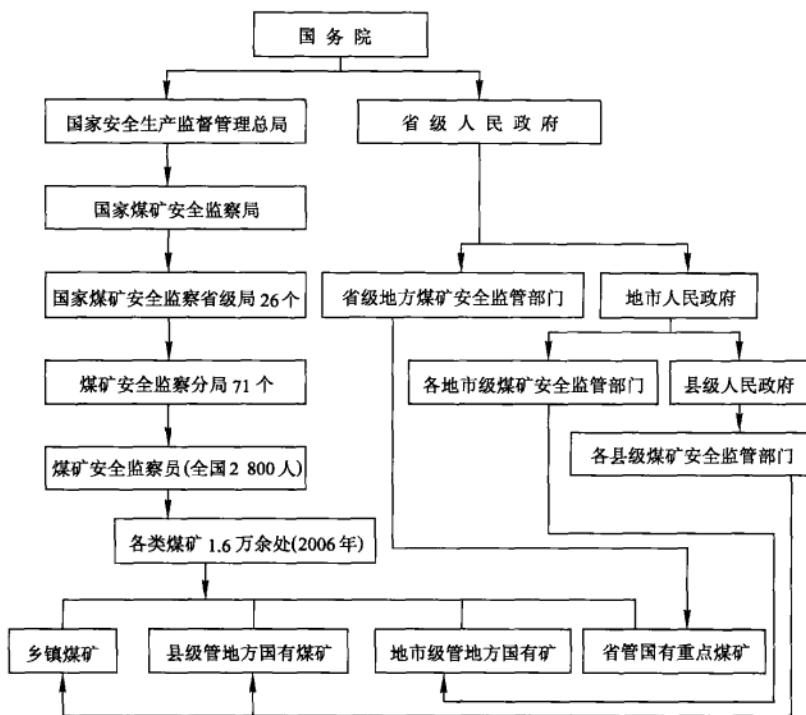 国务院
国家安全生产监督管理总局
省级人民政府
国家煤矿安全监察局
国家煤矿安全监察省级局26个
省级地方煤矿安全监管部门
地市人民政府
煤矿安全监察分局71个
各地市级煤矿安全监管部门
县级人民政府
煤矿安全监察员(全国2 800人)
各县级煤矿安全监管部门
各类煤矿1.6万余处(2006年)
乡镇煤矿
县级管地方国有煤矿
地市级管地方国有矿
省管国有重点煤矿